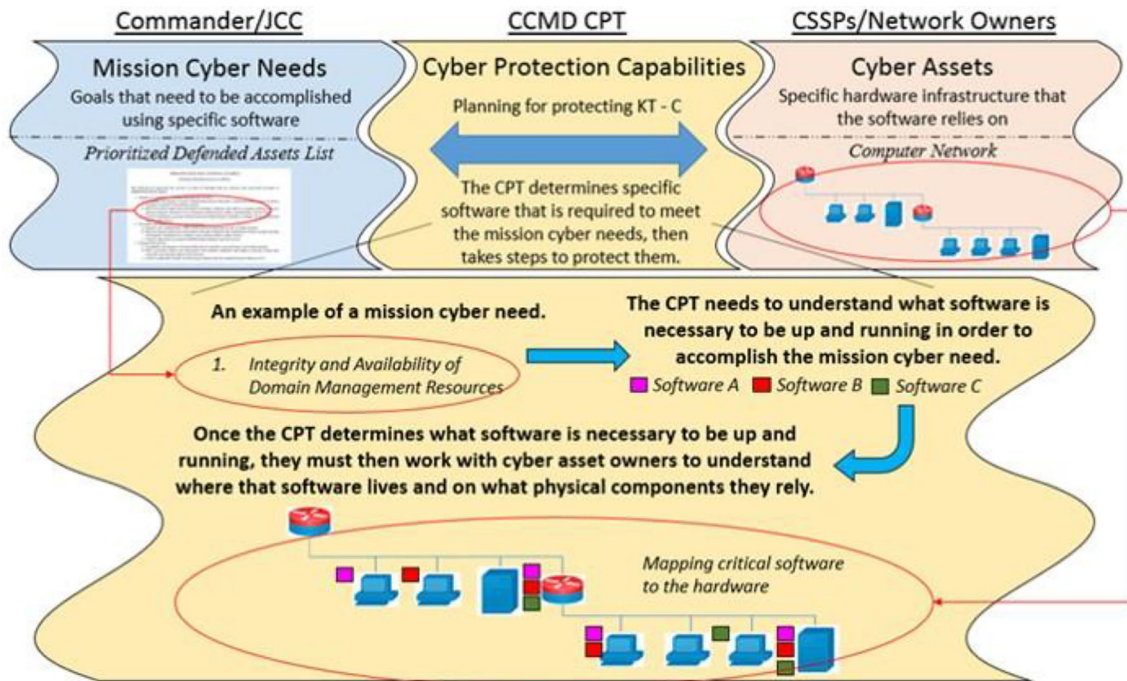 Commander/JCC
CCMD CPT
CSSPs/Network Owners
Mission Cyber Needs
Goals that need to be accomplished
using specific software
Prioritized Defended Assets List
Cyber Protection Capabilities
Planning for protecting KT - C
The CPT determines specific
software that is required to meet
the mission cyber needs, then
takes steps to protect them.
Cyber Assets
Specific hardware infrastructure that
the software relies on
Computer Network
An example of a mission cyber need.
1. Integrity and Availability of
Domain Management Resources
The CPT needs to understand what software is
necessary to be up and running in order to
accomplish the mission cyber need.
Software A Software B Software C
Once the CPT determines what software is necessary to be up and
running, they must then work with cyber asset owners to understand
where that software lives and on what physical components they rely.
Mapping critical software
to the hardware